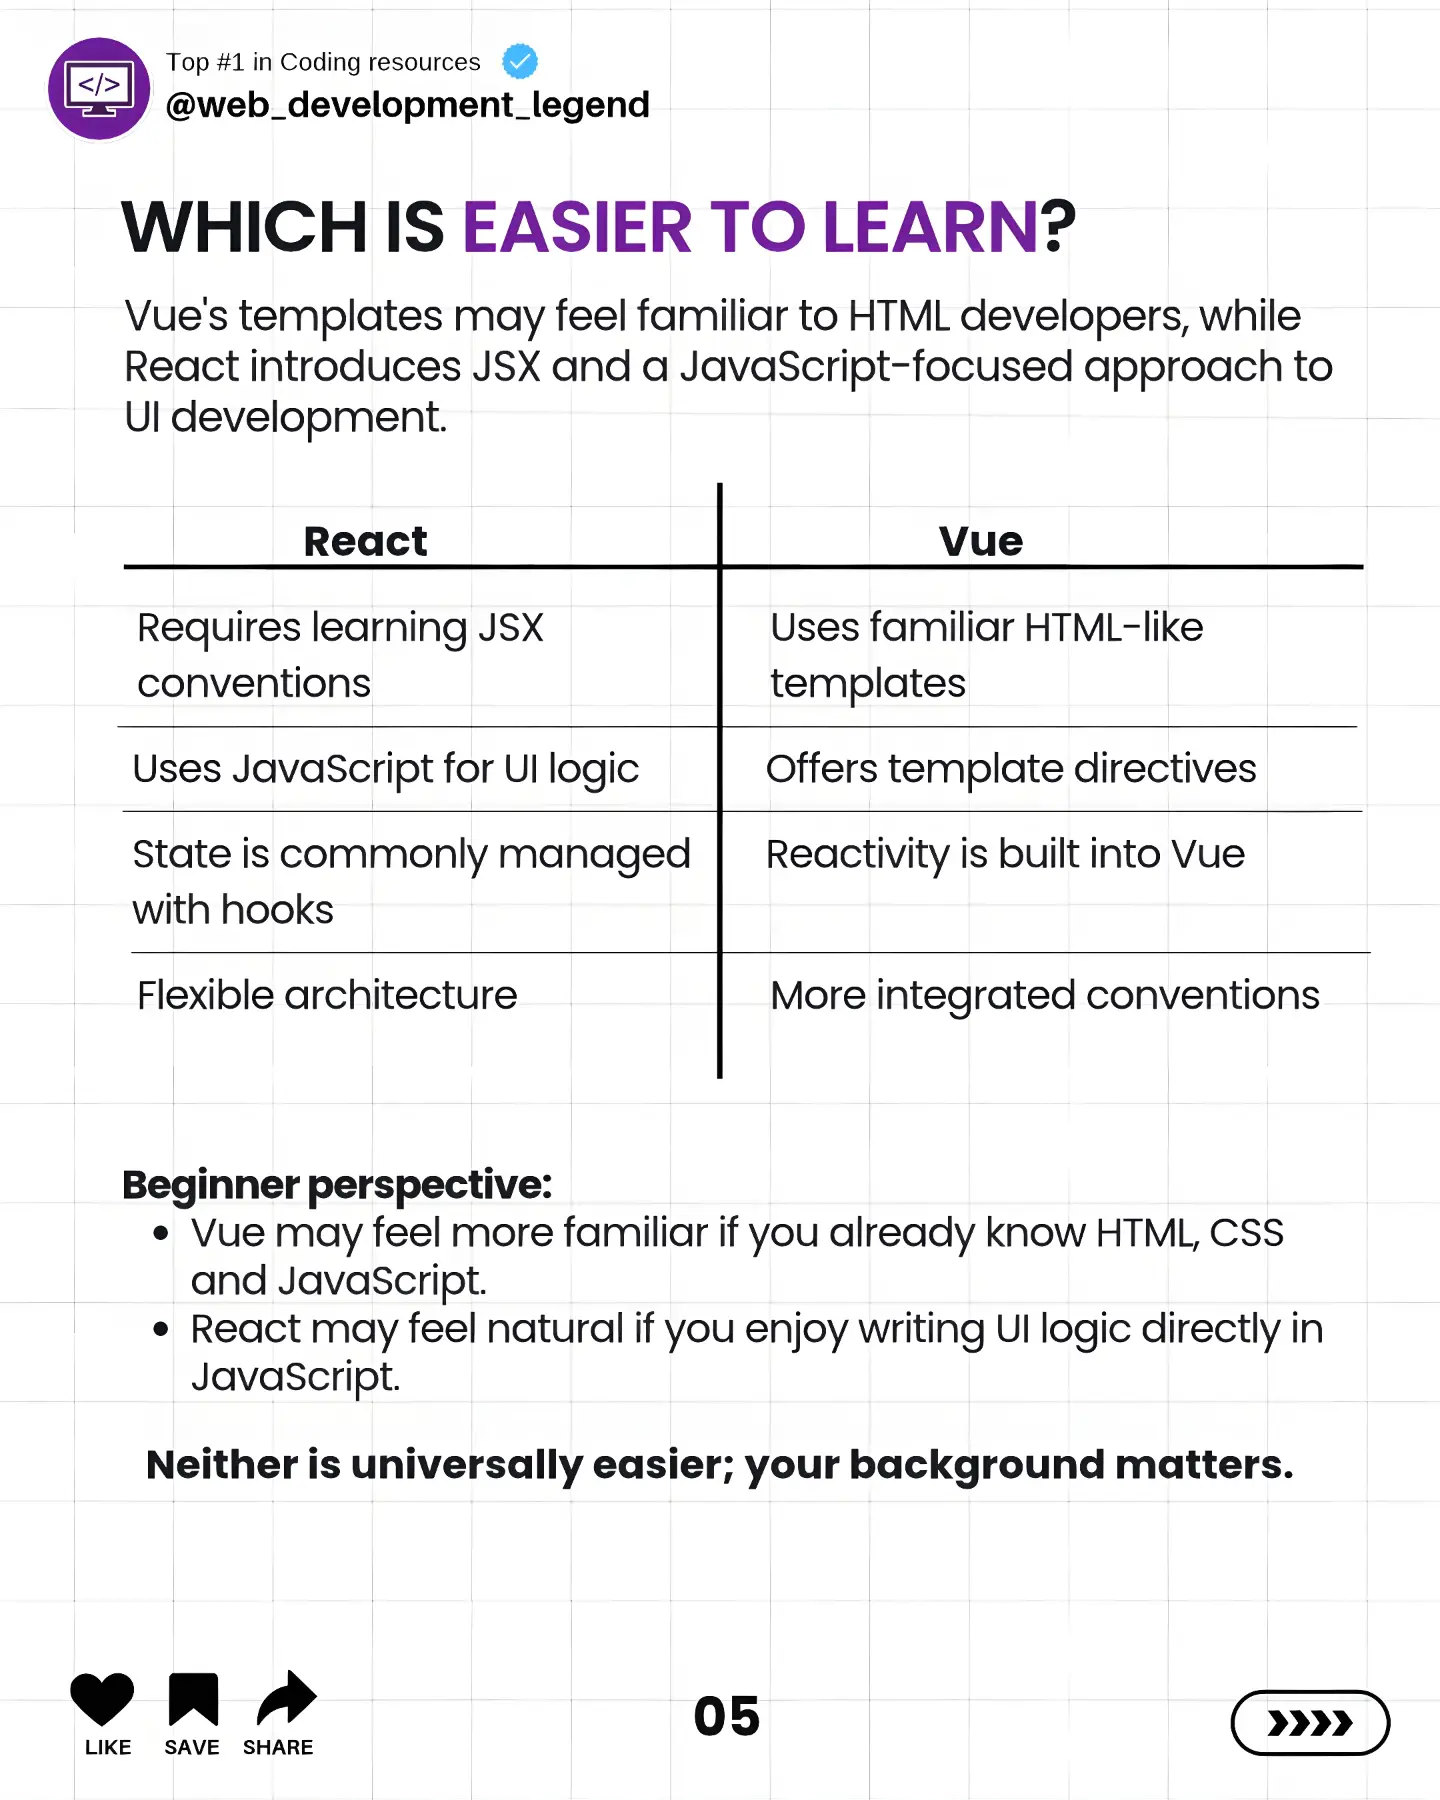 Top #1 in Coding resources
@web_development_legend
</>
WHICH IS EASIER TO LEARN?
Vue's templates may feel familiar to HTML developers, while
React introduces JSX and a JavaScript-focused approach to
UI development.
React
Vue
Requires learning JSX
conventions
Uses familiar HTML-like
templates
Uses JavaScript for UI logic
Offers template directives
State is commonly managed
with hooks
Reactivity is built into Vue
Flexible architecture
More integrated conventions
Beginner perspective:
• Vue may feel more familiar if you already know HTML, CSS
and JavaScript.
• React may feel natural if you enjoy writing UI logic directly in
JavaScript.
Neither is universally easier; your background matters.
LIKE
SAVE
SHARE
05